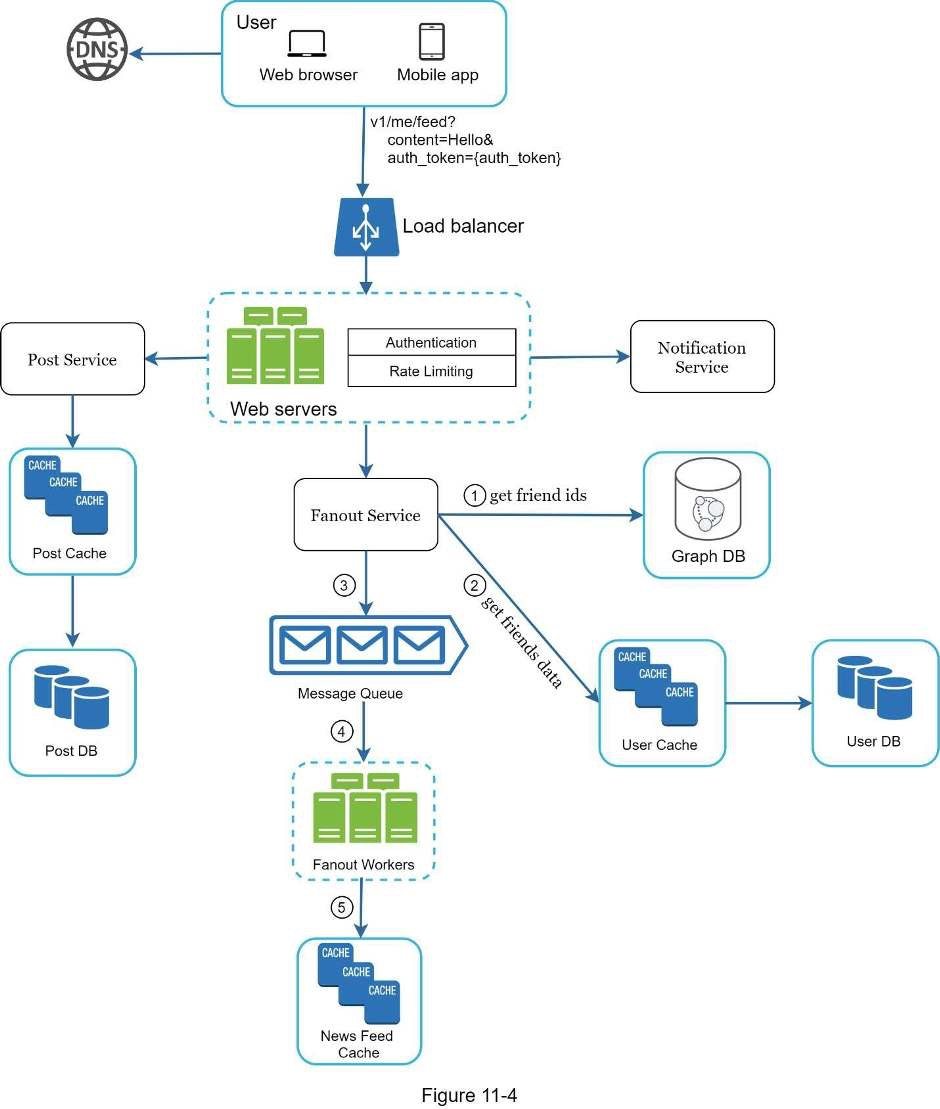 User
DNS
Web browser
Mobile app
v1/me/feed?
content=Hello&
auth_token={auth_token}
Load balancer
Authentication
Rate Limiting
Web servers
Post Service
Notification
Service
CACHE
CACHE
CACHE
Post Cache
Post DB
Fanout Service
1 get friend ids
Graph DB
2 get friends data
CACHE
CACHE
CACHE
User Cache
User DB
3
Message Queue
4
Fanout Workers
5
CACHE
CACHE
CACHE
News Feed
Cache
Figure 11-4